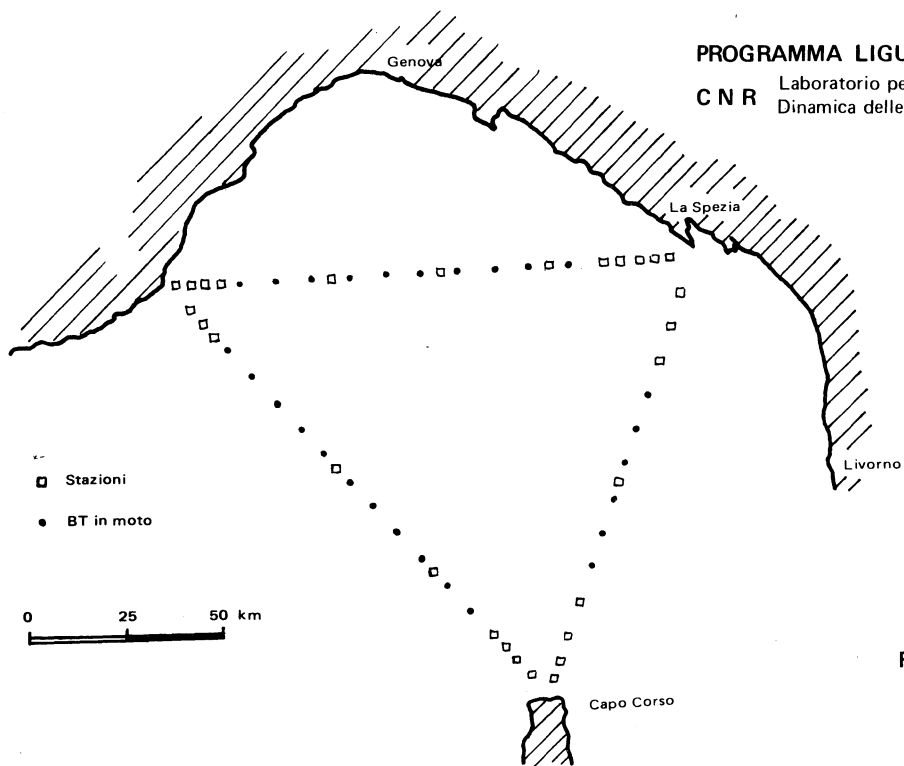 PROGRAMMA LIGU
CNR Laboratorio pe
Dinamica delle
Genova
La Spezia
Livorno
Stazioni
BT in moto
0 25 50 km
Capo Corso